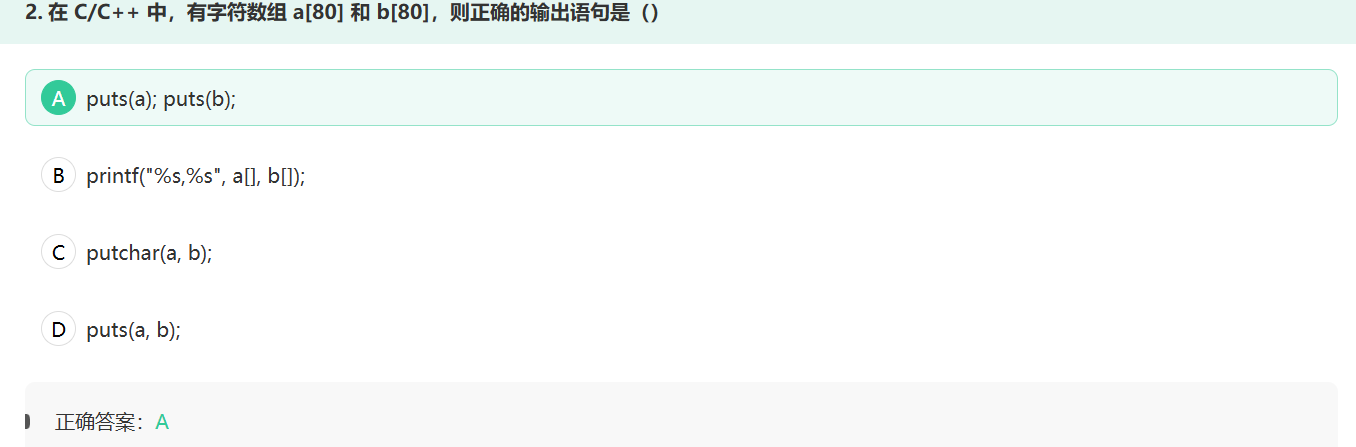 2. 在 C/C++ 中，有字符数组 a[80] 和 b[80]，则正确的输出语句是（）
A puts(a); puts(b);
B printf("%s,%s", a[], b[]);
C putchar(a, b);
D puts(a, b);
正确答案：A